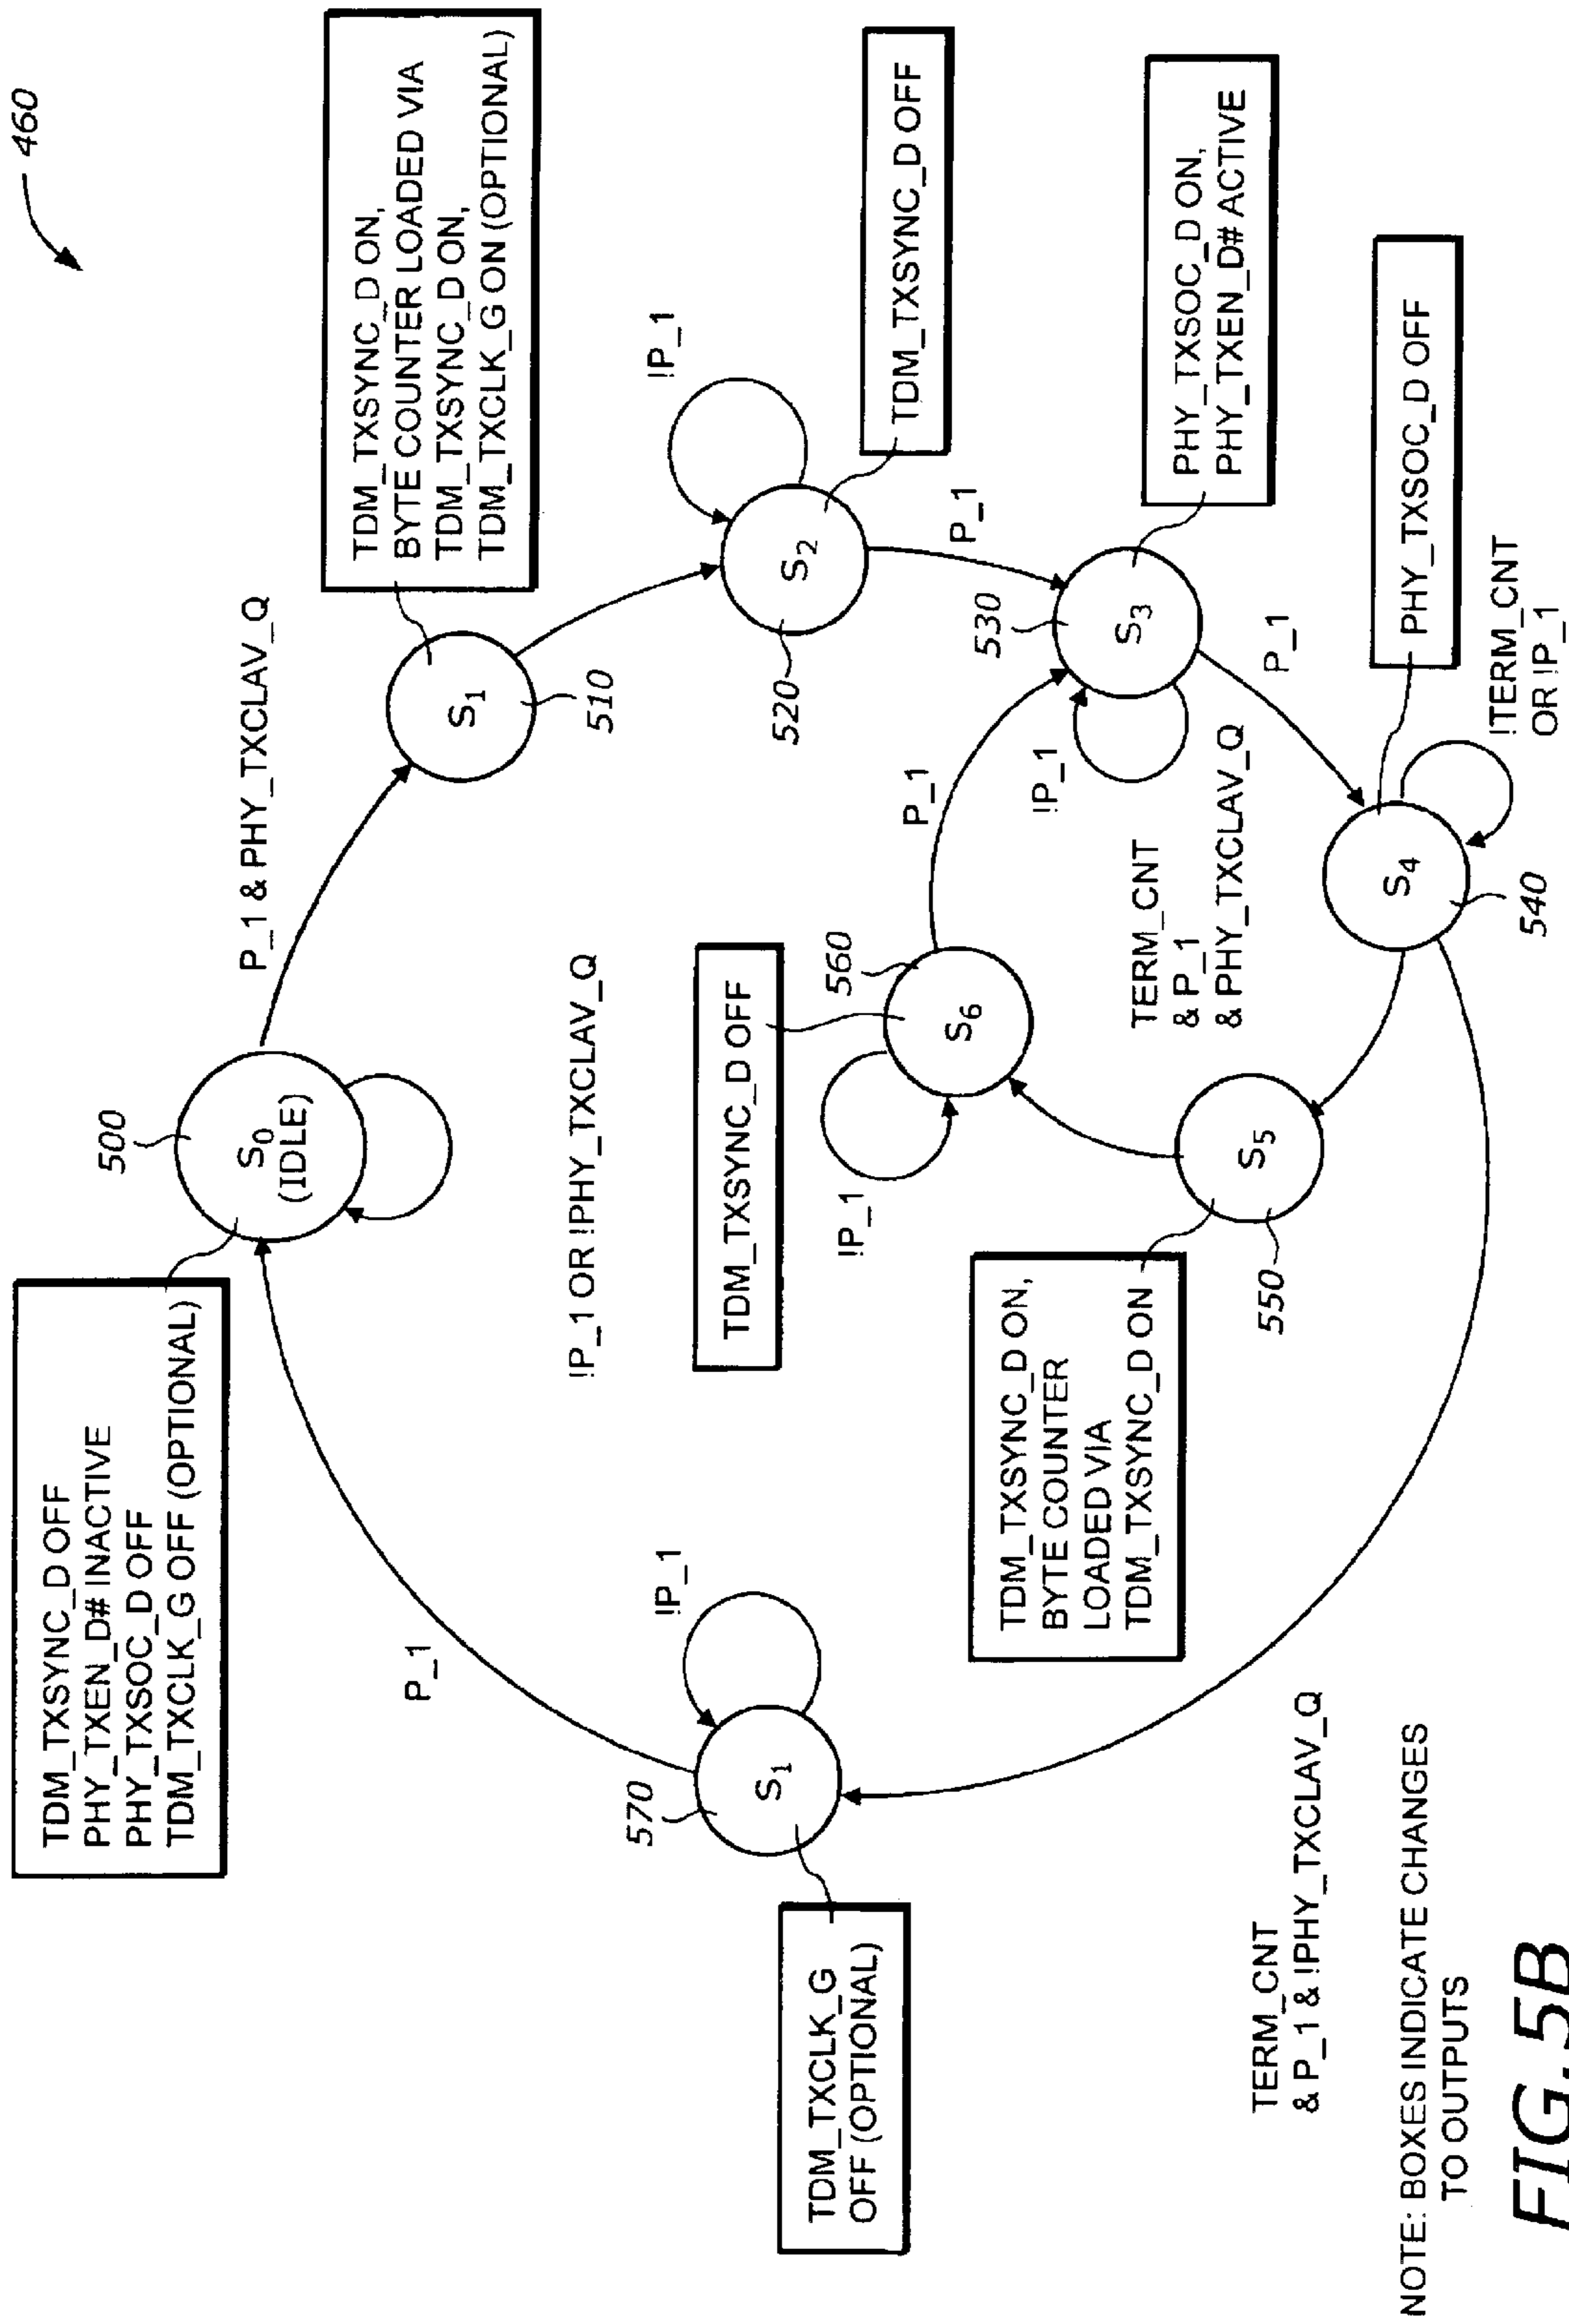 460
TDM_TXSYNC_D OFF
PHY_TXEN_D# INACTIVE
PHY_TXSOC_D OFF
TDM_TXCLK_G OFF (OPTIONAL)
500
S0
(IDLE)
P_1 & PHY_TXCLAV_Q
!P_1 OR !PHY_TXCLAV_Q
TDM_TXSYNC_D ON,
BYTE COUNTER LOADED VIA
TDM_TXSYNC_D ON,
TDM_TXCLK_G ON (OPTIONAL)
S1
510
!P_1
S2
520
TDM_TXSYNC_D OFF
P_1
530
S3
!P_1
PHY_TXSOC_D ON,
PHY_TXEN_D# ACTIVE
P_1
PHY_TXSOC_D OFF
S4
540
!TERM_CNT
OR !P_1
TERM_CNT
& P_1
& PHY_TXCLAV_Q
P_1
TDM_TXSYNC_D OFF
560
S6
!P_1
S5
550
TDM_TXSYNC_D ON,
BYTE COUNTER
LOADED VIA
TDM_TXSYNC_D ON
P_1
!P_1
570
S1
TDM_TXCLK_G
OFF (OPTIONAL)
TERM_CNT
& P_1 & !PHY_TXCLAV_Q
NOTE: BOXES INDICATE CHANGES
TO OUTPUTS
FIG. 5B